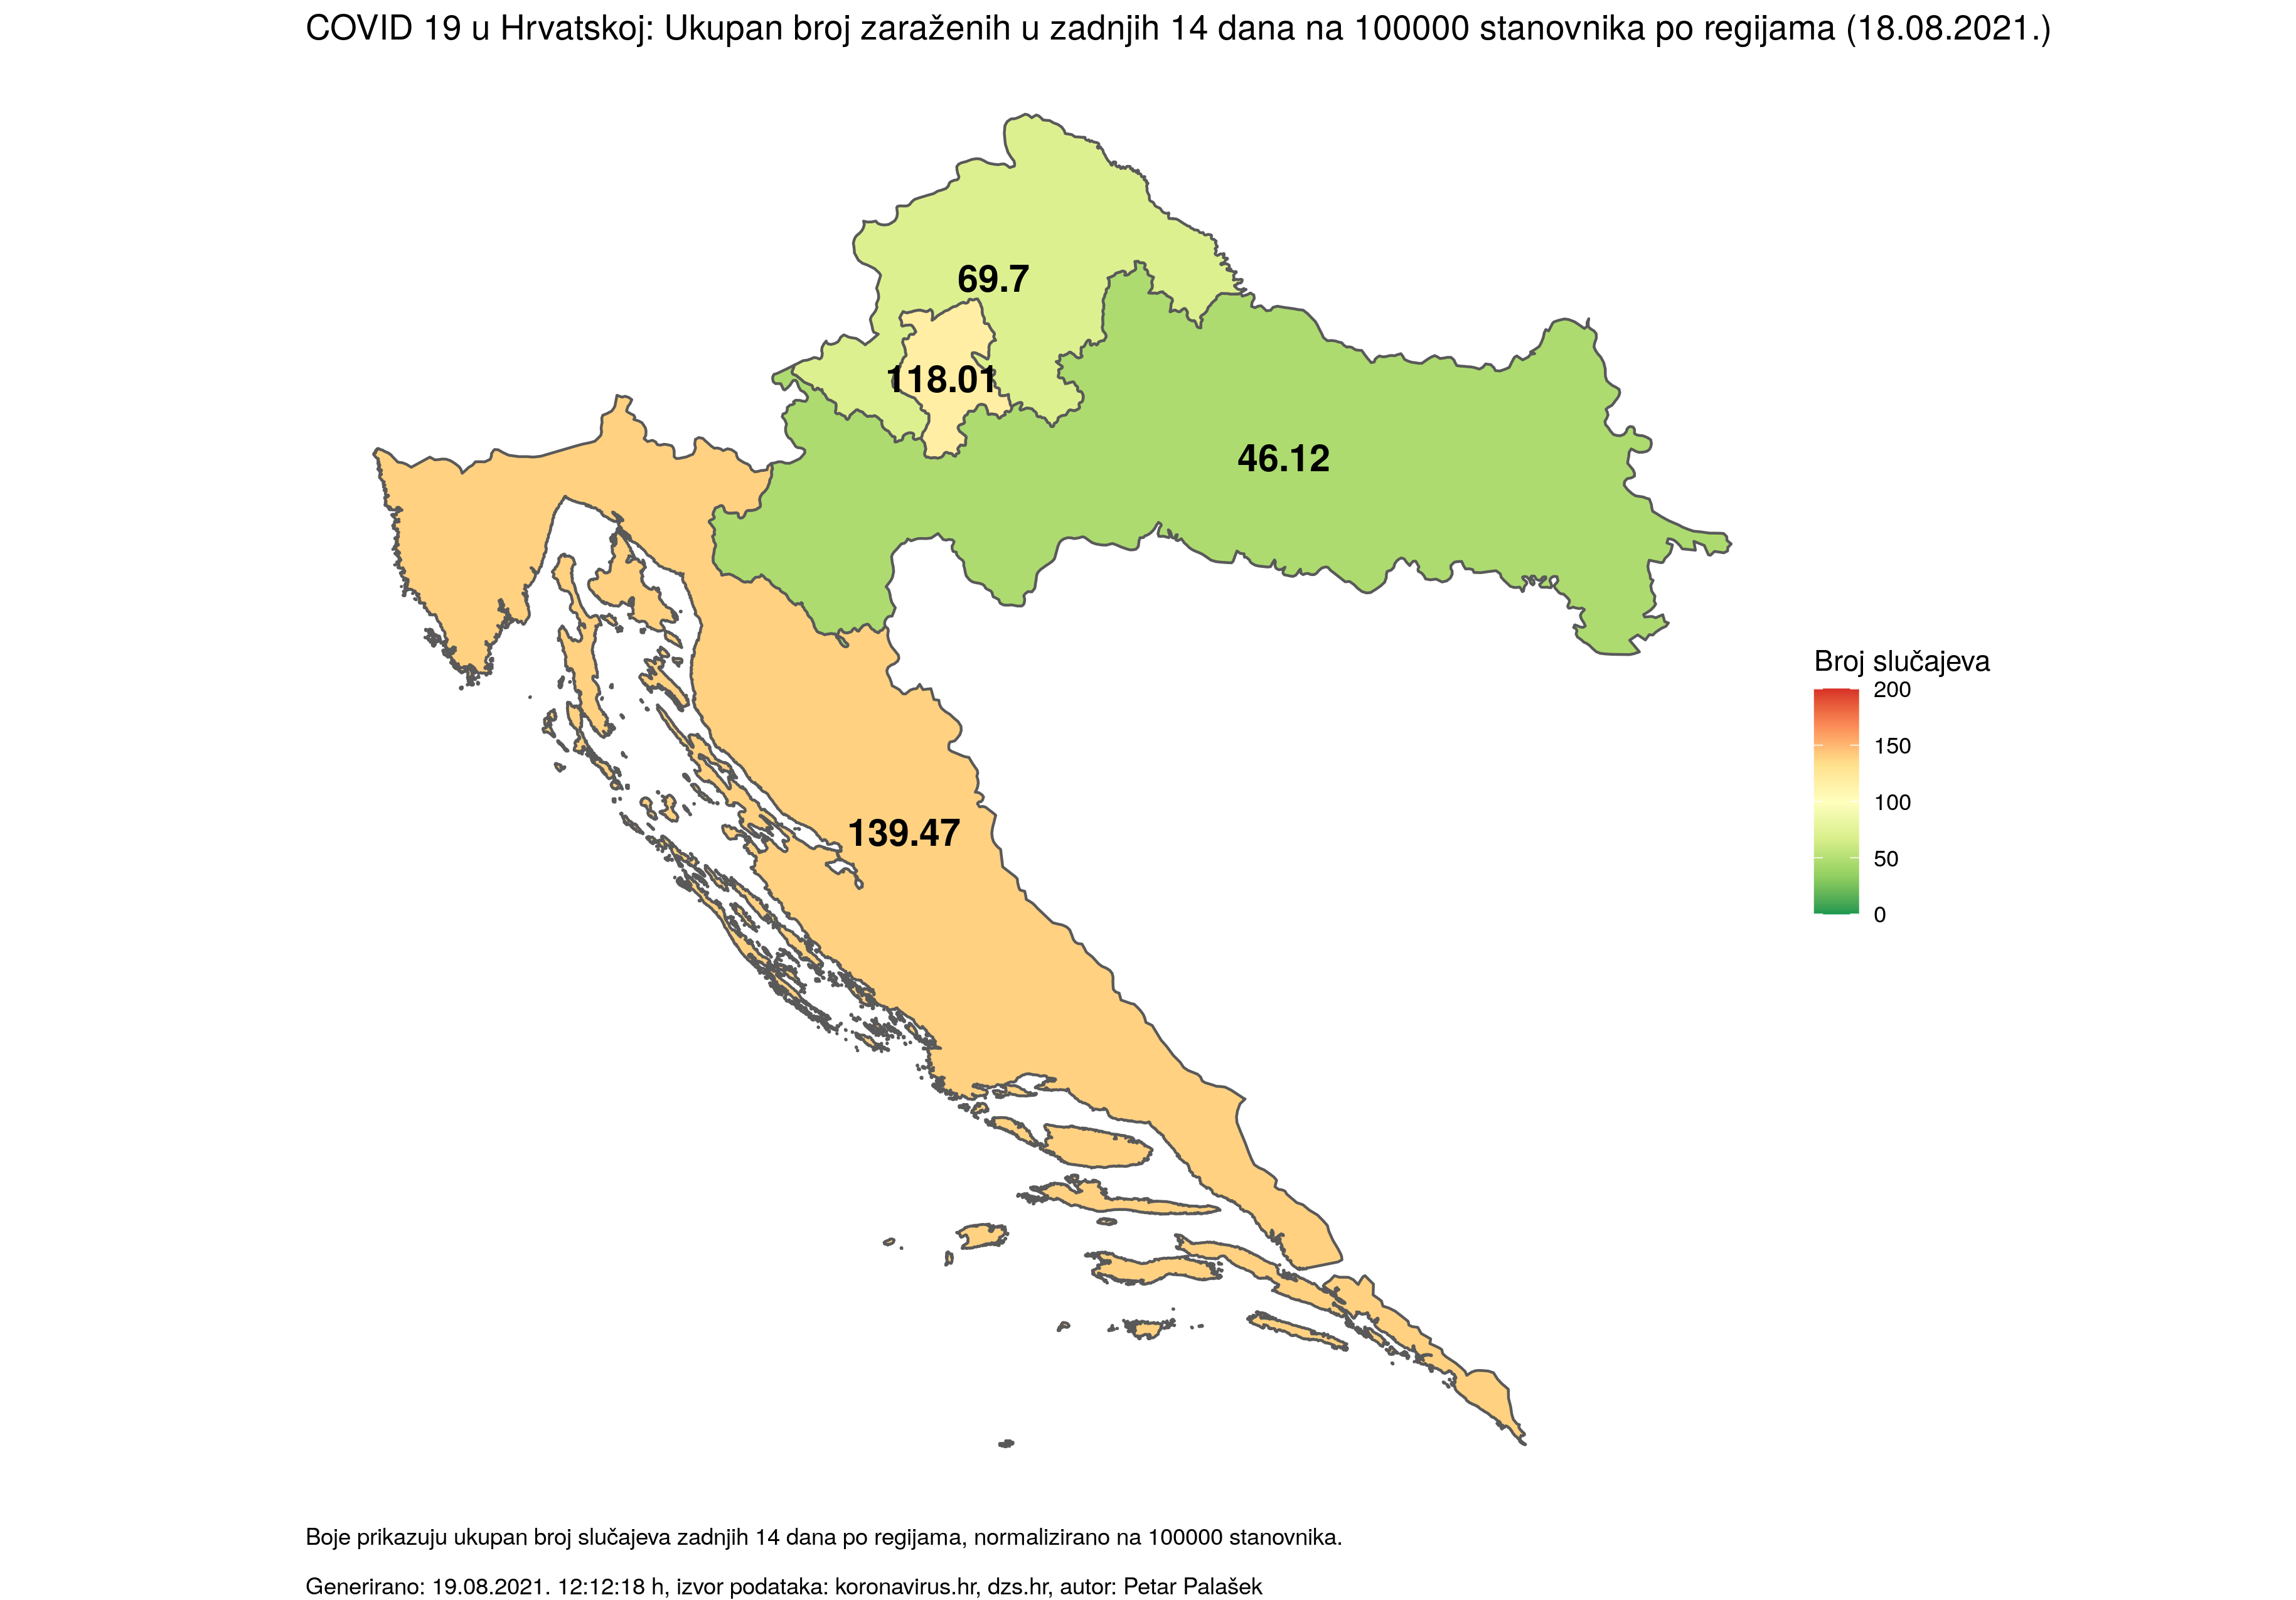 COVID 19 u Hrvatskoj: Ukupan broj zaraženih u zadnjih 14 dana na 100000 stanovnika po regijama (18.08.2021.)
69.7
118.01
46.12
139.47
Broj slučajeva
200
150
100
50
0
Boje prikazuju ukupan broj slučajeva zadnjih 14 dana po regijama, normalizirano na 100000 stanovnika.
Generirano: 19.08.2021. 12:12:18 h, izvor podataka: koronavirus.hr, dzs.hr, autor: Petar Palašek